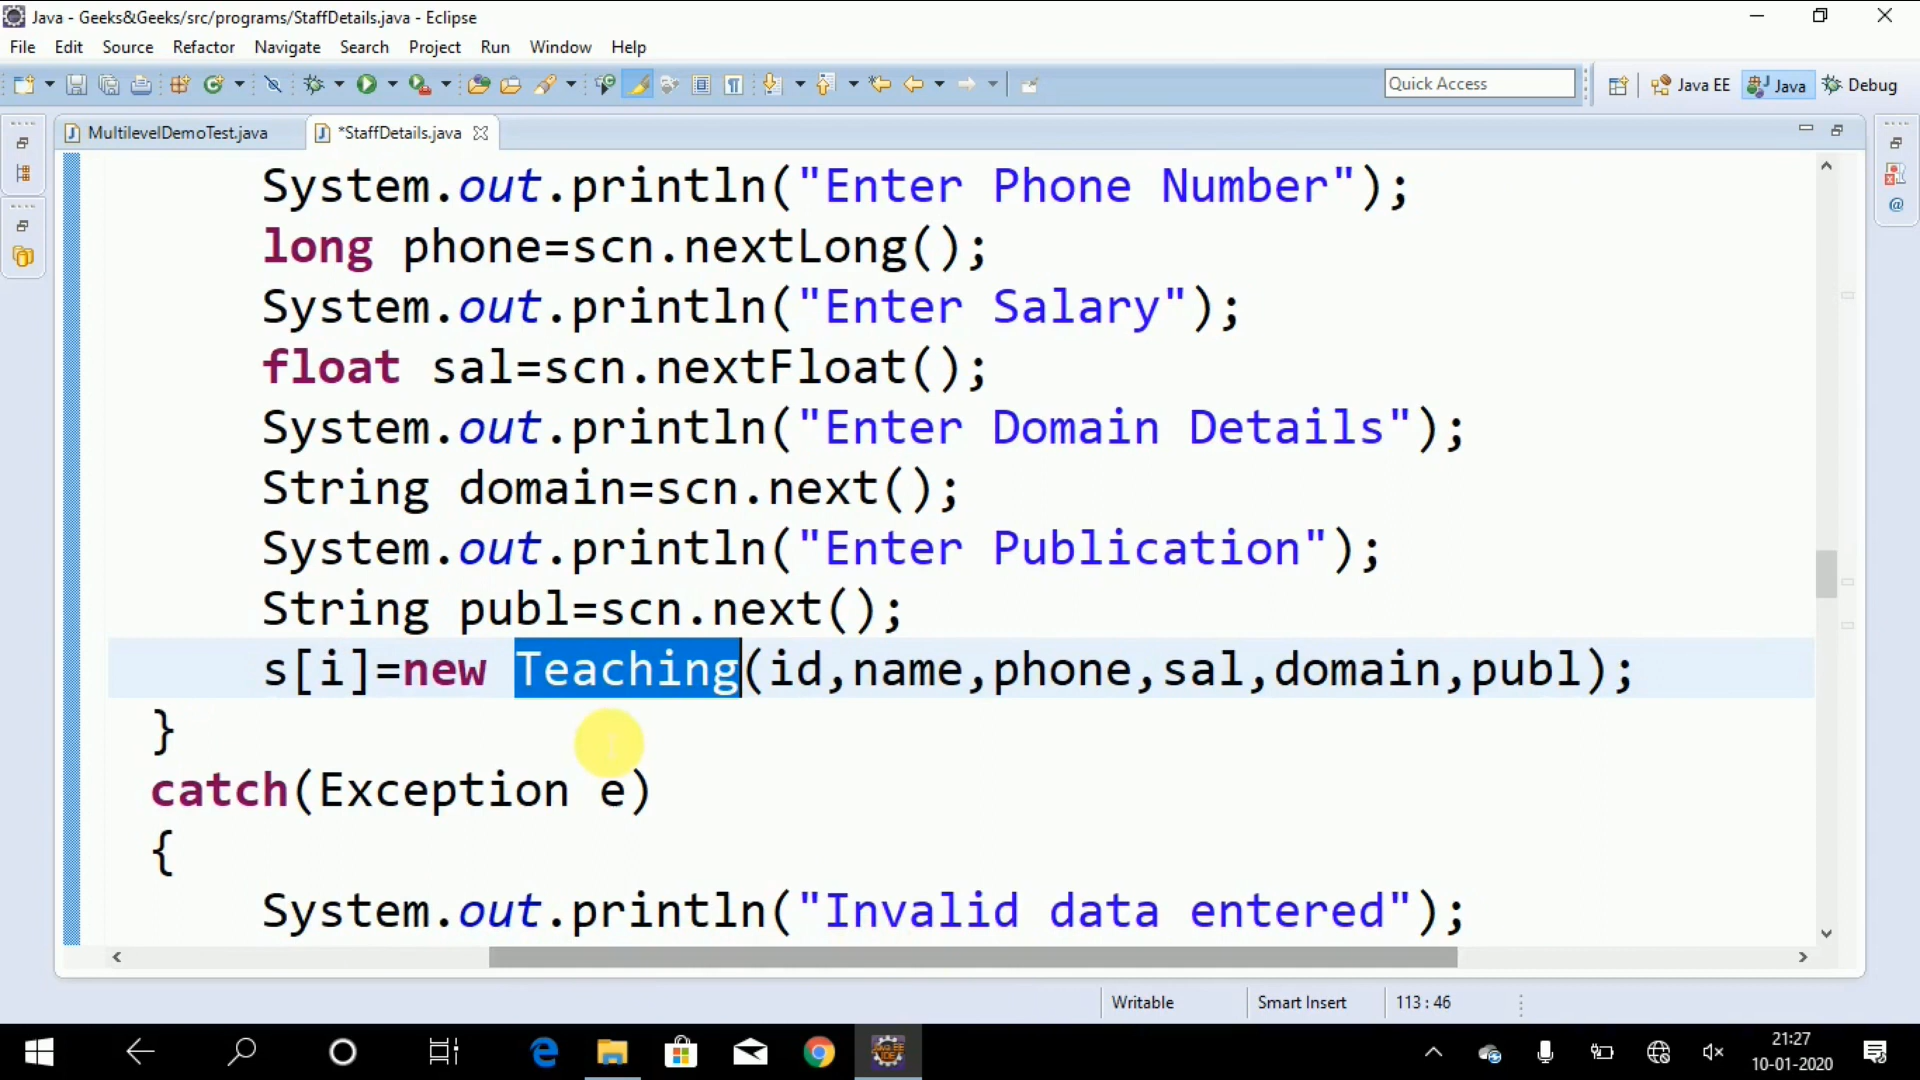 Java - Geeks&Geeks/src/programs/StaffDetails.java - Eclipse
File Edit Source Refactor Navigate Search Project Run Window Help
Quick Access Java EE Java Debug
MultilevelDemoTest.java *StaffDetails.java
System.out.println("Enter Phone Number");
long phone=scn.nextLong();
System.out.println("Enter Salary");
float sal=scn.nextFloat();
System.out.println("Enter Domain Details");
String domain=scn.next();
System.out.println("Enter Publication");
String publ=scn.next();
s[i]=new Teaching(id,name,phone,sal,domain,publ);
}
catch(Exception e)
{
System.out.println("Invalid data entered");
Writable Smart Insert 113 : 46
21:27
10-01-2020